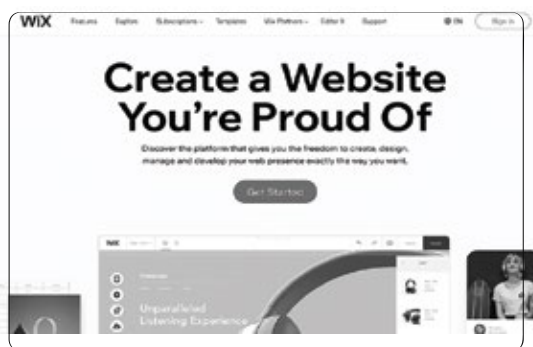 WiX Features Explore Subscriptions Templates Wix Partners Editor X Support EN Sign In
Create a Website
You're Proud Of
Discover the platform that gives you the freedom to create, design,
manage and develop your web presence exactly the way you want.
Get Started
WiX
Unparalleled
Listening Experience